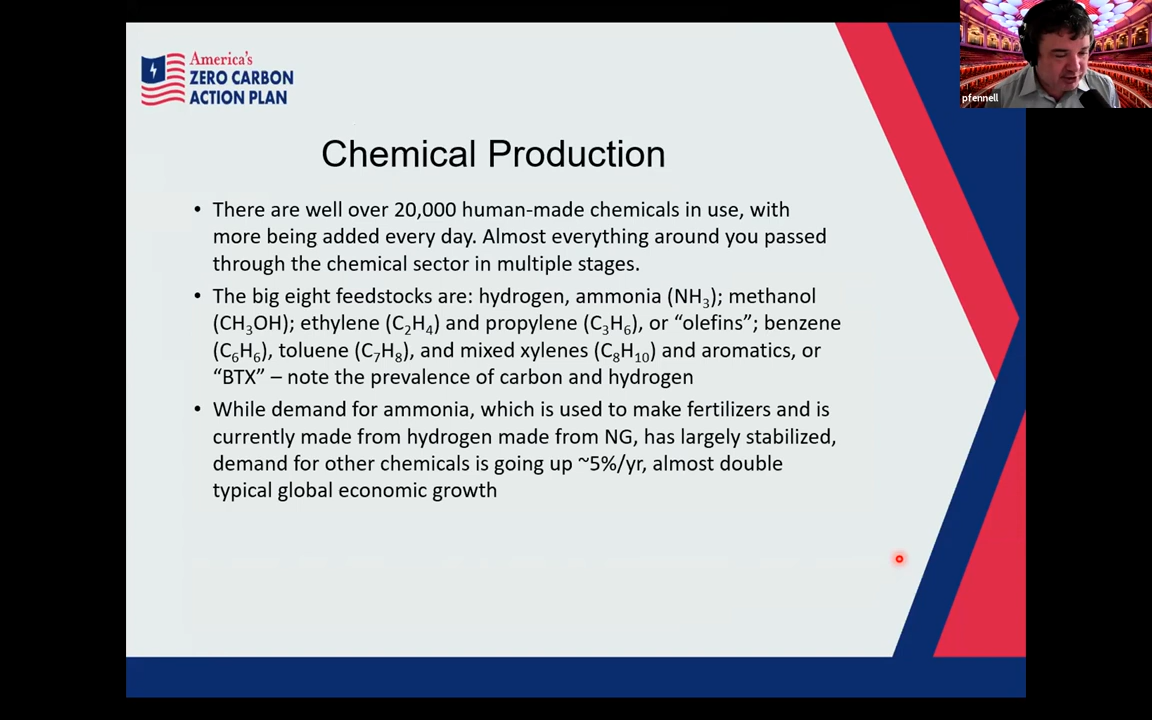 America's
ZERO CARBON
ACTION PLAN
pfennell
Chemical Production
• There are well over 20,000 human-made chemicals in use, with
more being added every day. Almost everything around you passed
through the chemical sector in multiple stages.
• The big eight feedstocks are: hydrogen, ammonia (NH₃); methanol
(CH₃OH); ethylene (C₂H₄) and propylene (C₃H₆), or “olefins”; benzene
(C₆H₆), toluene (C₇H₈), and mixed xylenes (C₈H₁₀) and aromatics, or
“BTX” – note the prevalence of carbon and hydrogen
• While demand for ammonia, which is used to make fertilizers and is
currently made from hydrogen made from NG, has largely stabilized,
demand for other chemicals is going up ~5%/yr, almost double
typical global economic growth